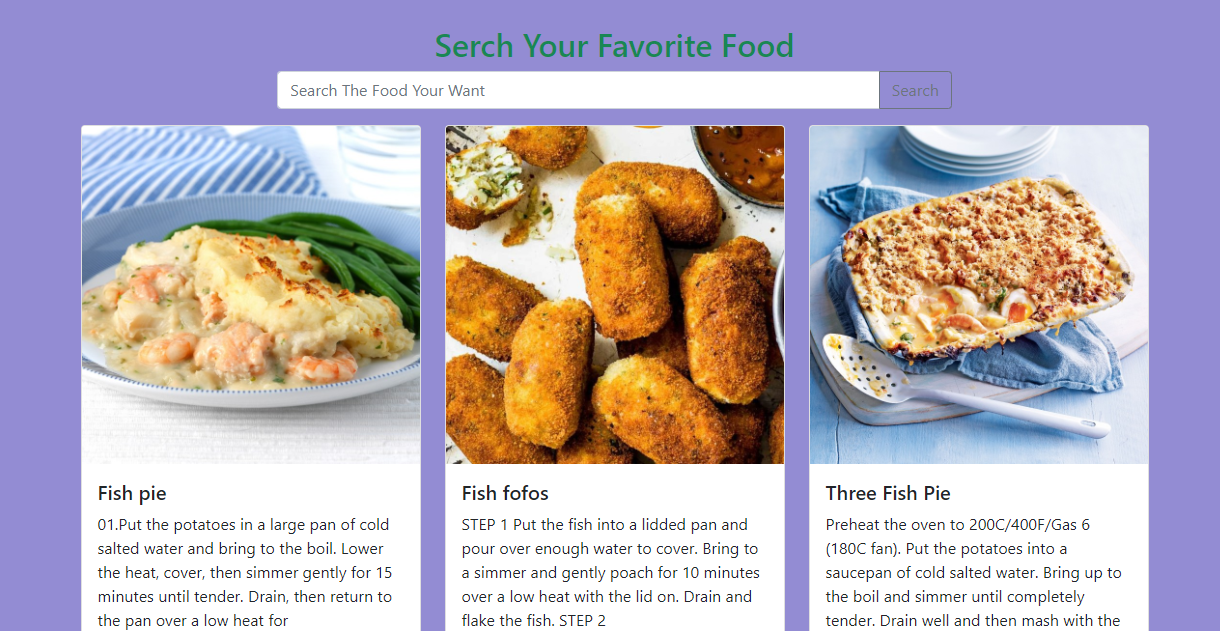 Serch Your Favorite Food
Search The Food Your Want
Search
Fish pie
01.Put the potatoes in a large pan of cold
salted water and bring to the boil. Lower
the heat, cover, then simmer gently for 15
minutes until tender. Drain, then return to
the pan over a low heat for
Fish fofos
STEP 1 Put the fish into a lidded pan and
pour over enough water to cover. Bring to
a simmer and gently poach for 10 minutes
over a low heat with the lid on. Drain and
flake the fish. STEP 2
Three Fish Pie
Preheat the oven to 200C/400F/Gas 6
(180C fan). Put the potatoes into a
saucepan of cold salted water. Bring up to
the boil and simmer until completely
tender. Drain well and then mash with the